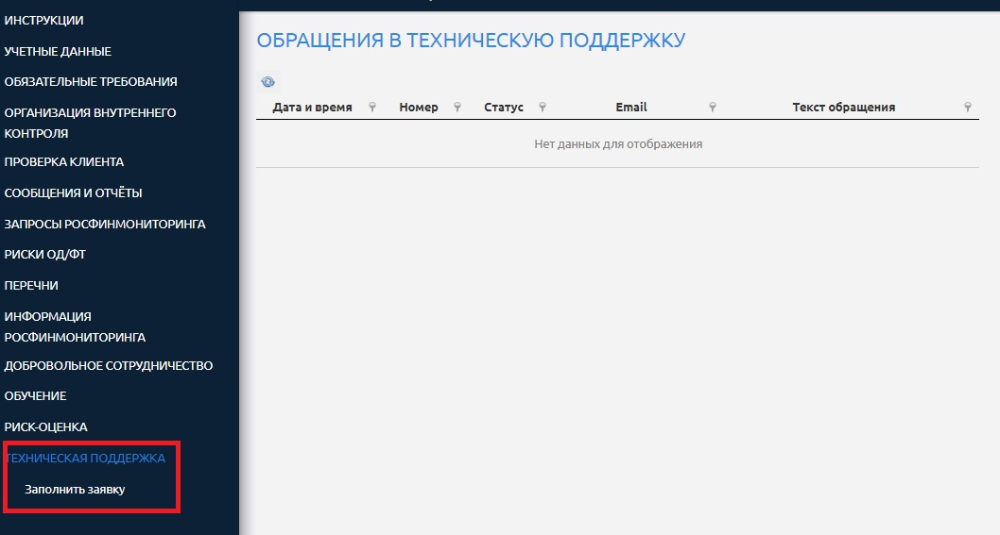 ИНСТРУКЦИИ
УЧЕТНЫЕ ДАННЫЕ
ОБЯЗАТЕЛЬНЫЕ ТРЕБОВАНИЯ
ОРГАНИЗАЦИЯ ВНУТРЕННЕГО
КОНТРОЛЯ
ПРОВЕРКА КЛИЕНТА
СООБЩЕНИЯ И ОТЧЁТЫ
ЗАПРОСЫ РОСФИНМОНИТОРИНГА
РИСКИ ОД/ФТ
ПЕРЕЧНИ
ИНФОРМАЦИЯ
РОСФИНМОНИТОРИНГА
ДОБРОВОЛЬНОЕ СОТРУДНИЧЕСТВО
ОБУЧЕНИЕ
РИСК-ОЦЕНКА
ТЕХНИЧЕСКАЯ ПОДДЕРЖКА
Заполнить заявку
ОБРАЩЕНИЯ В ТЕХНИЧЕСКУЮ ПОДДЕРЖКУ
Дата и время Номер Статус Email Текст обращения
Нет данных для отображения